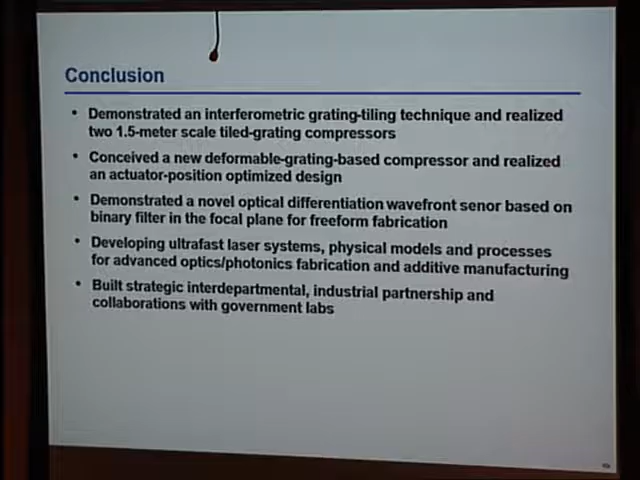 Conclusion
• Demonstrated an interferometric grating-tiling technique and realized
two 1.5-meter scale tiled-grating compressors
• Conceived a new deformable-grating-based compressor and realized
an actuator-position optimized design
• Demonstrated a novel optical differentiation wavefront senor based on
binary filter in the focal plane for freeform fabrication
• Developing ultrafast laser systems, physical models and processes
for advanced optics/photonics fabrication and additive manufacturing
• Built strategic interdepartmental, industrial partnership and
collaborations with government labs